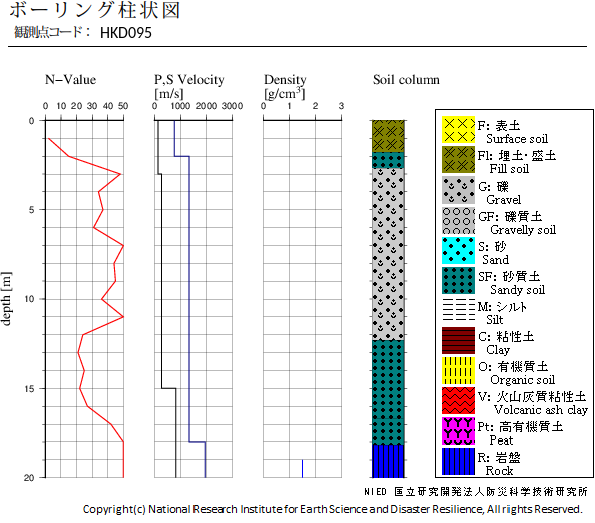 ボーリング柱状図
観測点コード： HKD095
N−Value
P,S Velocity
[m/s]
Density
[g/cm³]
Soil column
0 10 20 30 40 50
0 1000 2000 3000
0 1 2 3
0
5
10
15
20
depth [m]
F: 表土
Surface soil
Fl: 埋土・盛土
Fill soil
G: 礫
Gravel
GF: 礫質土
Gravelly soil
S: 砂
Sand
SF: 砂質土
Sandy soil
M: シルト
Silt
C: 粘性土
Clay
O: 有機質土
Organic soil
V: 火山灰質粘性土
Volcanic ash clay
Pt: 高有機質土
Peat
R: 岩盤
Rock
NIED 国立研究開発法人防災科学技術研究所
Copyright(c) National Research Institute for Earth Science and Disaster Resilience, All rignts Reserved.